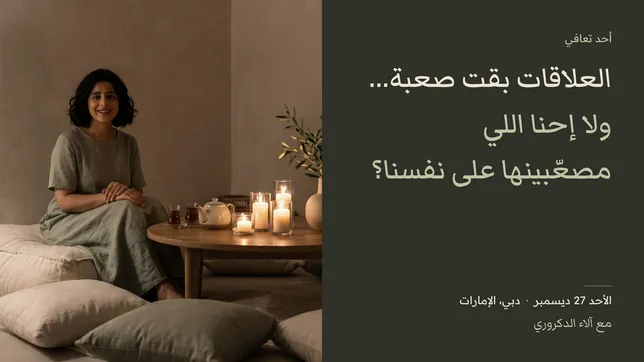 أحد تعافي
العلاقات بقت صعبة...
ولا إحنا اللي
مصعّبينها على نفسنا؟
الأحد 27 ديسمبر · دبي، الإمارات
مع آلاء الدكروري